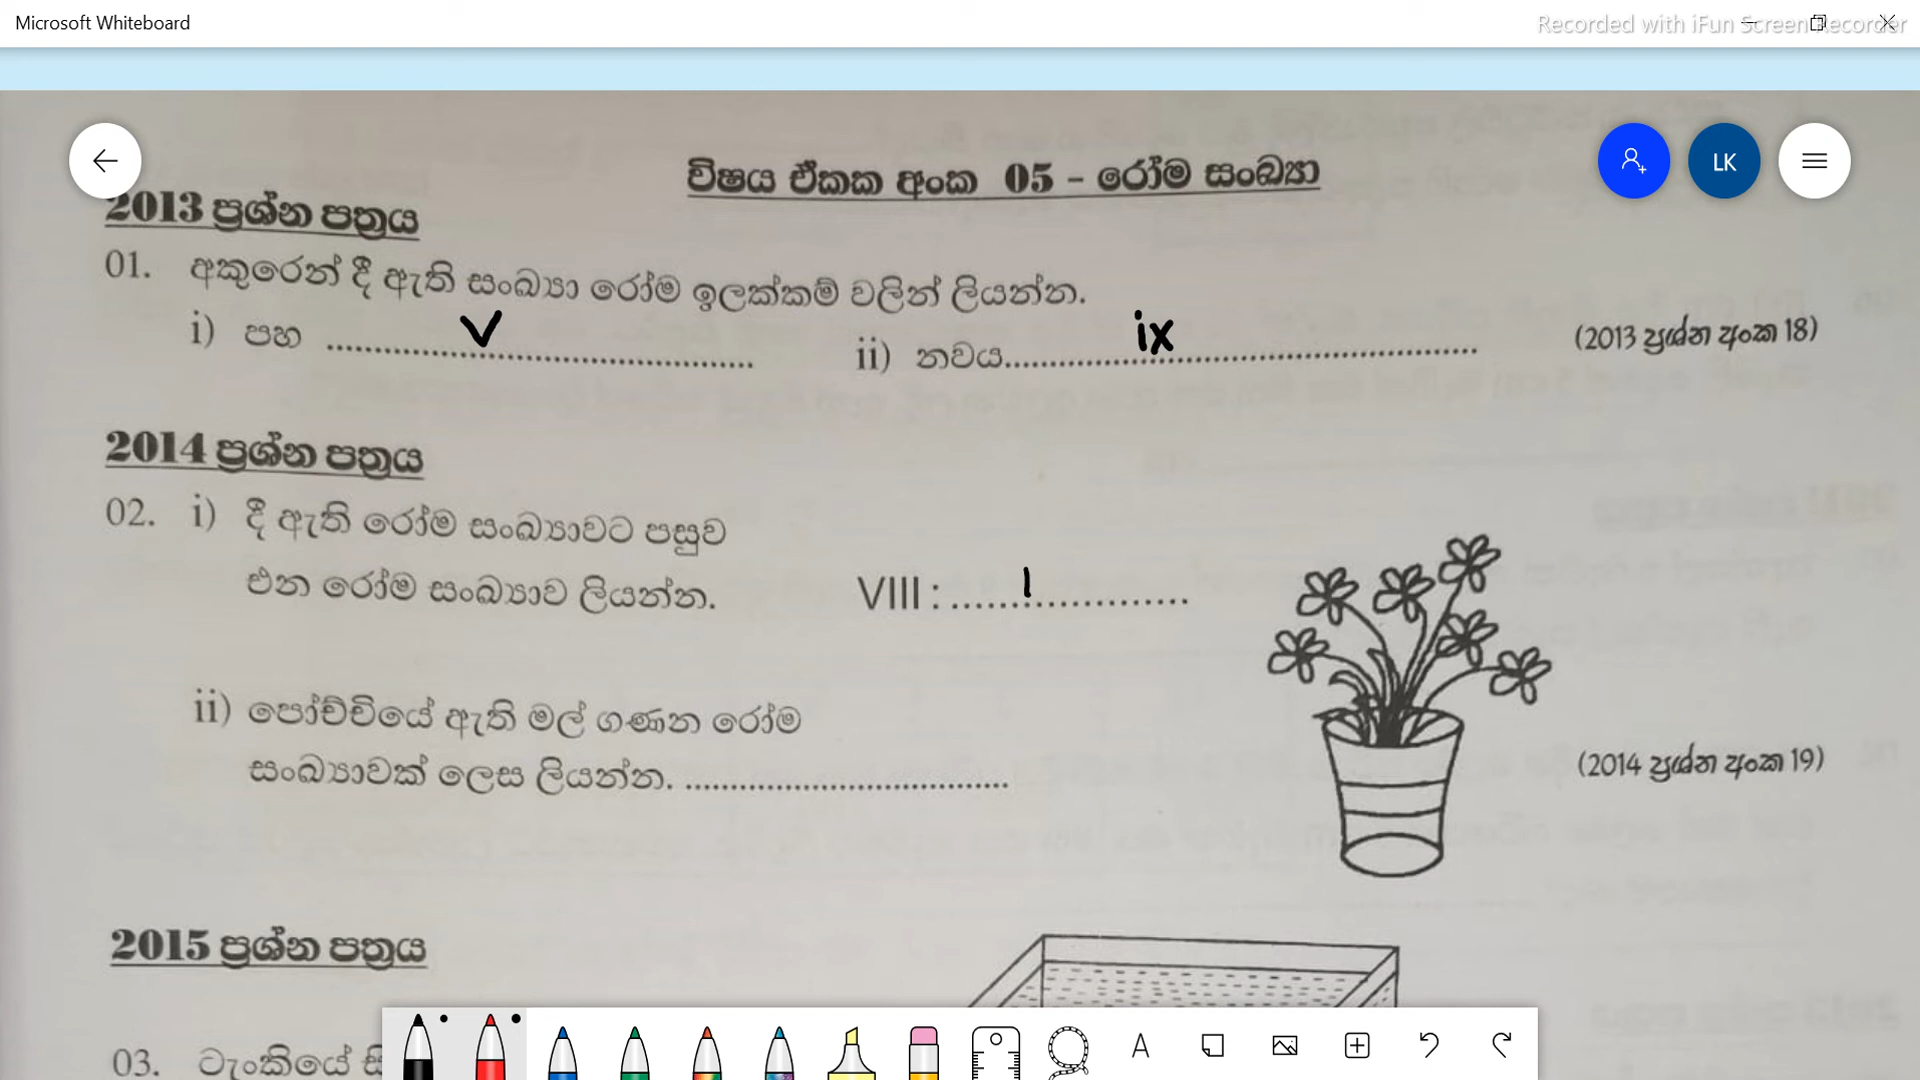 Microsoft Whiteboard
Recorded with iFun Screen Recorder
LK
විෂය ඒකක අංක 05 - රෝම සංඛ්‍යා
2013 ප්‍රශ්න පත්‍රය
01. අකුරෙන් දී ඇති සංඛ්‍යා රෝම ඉලක්කම් වලින් ලියන්න.
i) පහ .......... V .......... ii) නවය.......... ix .......... (2013 ප්‍රශ්න අංක 18)
2014 ප්‍රශ්න පත්‍රය
02. i) දී ඇති රෝම සංඛ්‍යාවට පසුව
එන රෝම සංඛ්‍යාව ලියන්න. VIII : ...... I ..............
ii) පෝච්චියේ ඇති මල් ගණන රෝම
සංඛ්‍යාවක් ලෙස ලියන්න. .................................. (2014 ප්‍රශ්න අංක 19)
2015 ප්‍රශ්න පත්‍රය
03. ටැංකියේ
A